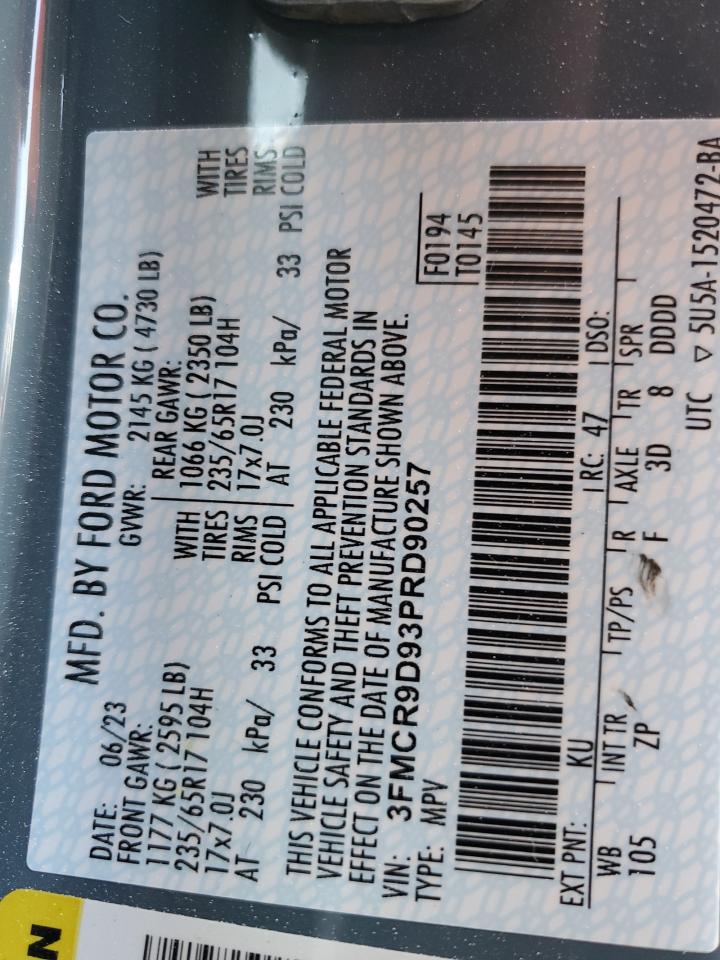 MFD. BY FORD MOTOR CO.
DATE: 06/23 GVWR: 2145 KG ( 4730 LB)
FRONT GAWR: REAR GAWR:
1177 KG ( 2595 LB) WITH 1066 KG ( 2350 LB) WITH
235/65R17 104H TIRES 235/65R17 104H TIRES
17x7.0J RIMS 17x7.0J RIMS
AT 230 kPa/ 33 PSI COLD AT 230 kPa/ 33 PSI COLD
THIS VEHICLE CONFORMS TO ALL APPLICABLE FEDERAL MOTOR
VEHICLE SAFETY AND THEFT PREVENTION STANDARDS IN
EFFECT ON THE DATE OF MANUFACTURE SHOWN ABOVE.
VIN: 3FMCR9D93PRD90257 F0194
TYPE: MPV T0145
EXT PNT: KU RC: 47 DSO:
WB INT TR TP/PS R AXLE TR SPR
105 ZP F 3D 8 DDDD
UTC ▽ 5U5A-1520472-BA
N